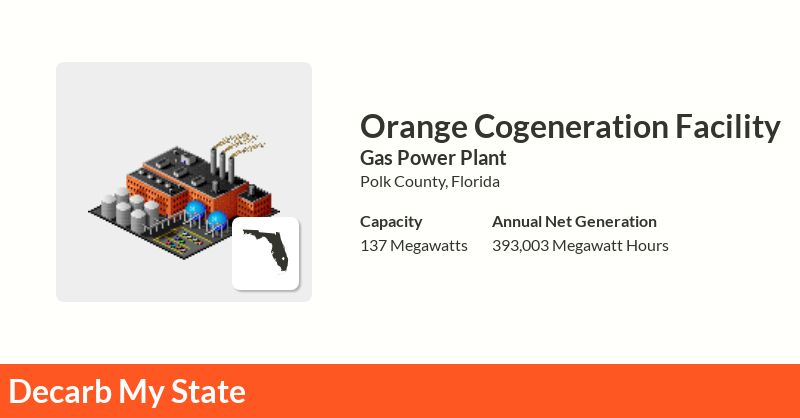 Orange Cogeneration Facility
Gas Power Plant
Polk County, Florida
Capacity
137 Megawatts
Annual Net Generation
393,003 Megawatt Hours
Decarb My State